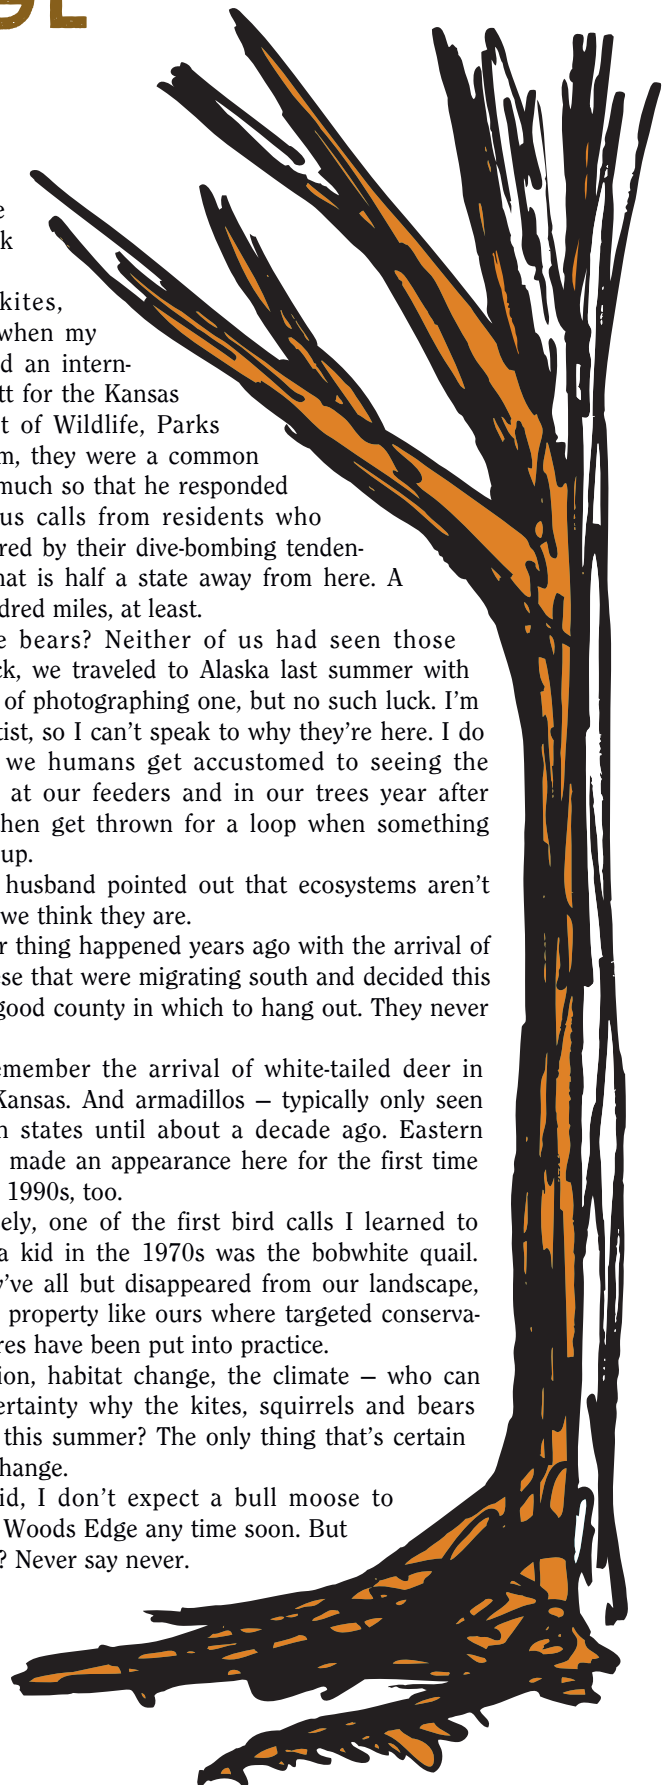 e
k
kites,
when my
d an intern-
tt for the Kansas
t of Wildlife, Parks
m, they were a common
much so that he responded
us calls from residents who
red by their dive-bombing tenden-
hat is half a state away from here. A
dred miles, at least.
e bears? Neither of us had seen those
ck, we traveled to Alaska last summer with
of photographing one, but no such luck. I’m
tist, so I can’t speak to why they’re here. I do
we humans get accustomed to seeing the
at our feeders and in our trees year after
hen get thrown for a loop when something
up.
husband pointed out that ecosystems aren’t
we think they are.
r thing happened years ago with the arrival of
ese that were migrating south and decided this
good county in which to hang out. They never
emember the arrival of white-tailed deer in
Kansas. And armadillos – typically only seen
n states until about a decade ago. Eastern
made an appearance here for the first time
1990s, too.
ely, one of the first bird calls I learned to
a kid in the 1970s was the bobwhite quail.
y’ve all but disappeared from our landscape,
property like ours where targeted conserva-
res have been put into practice.
ion, habitat change, the climate – who can
ertainty why the kites, squirrels and bears
this summer? The only thing that’s certain
hange.
id, I don’t expect a bull moose to
Woods Edge any time soon. But
? Never say never.